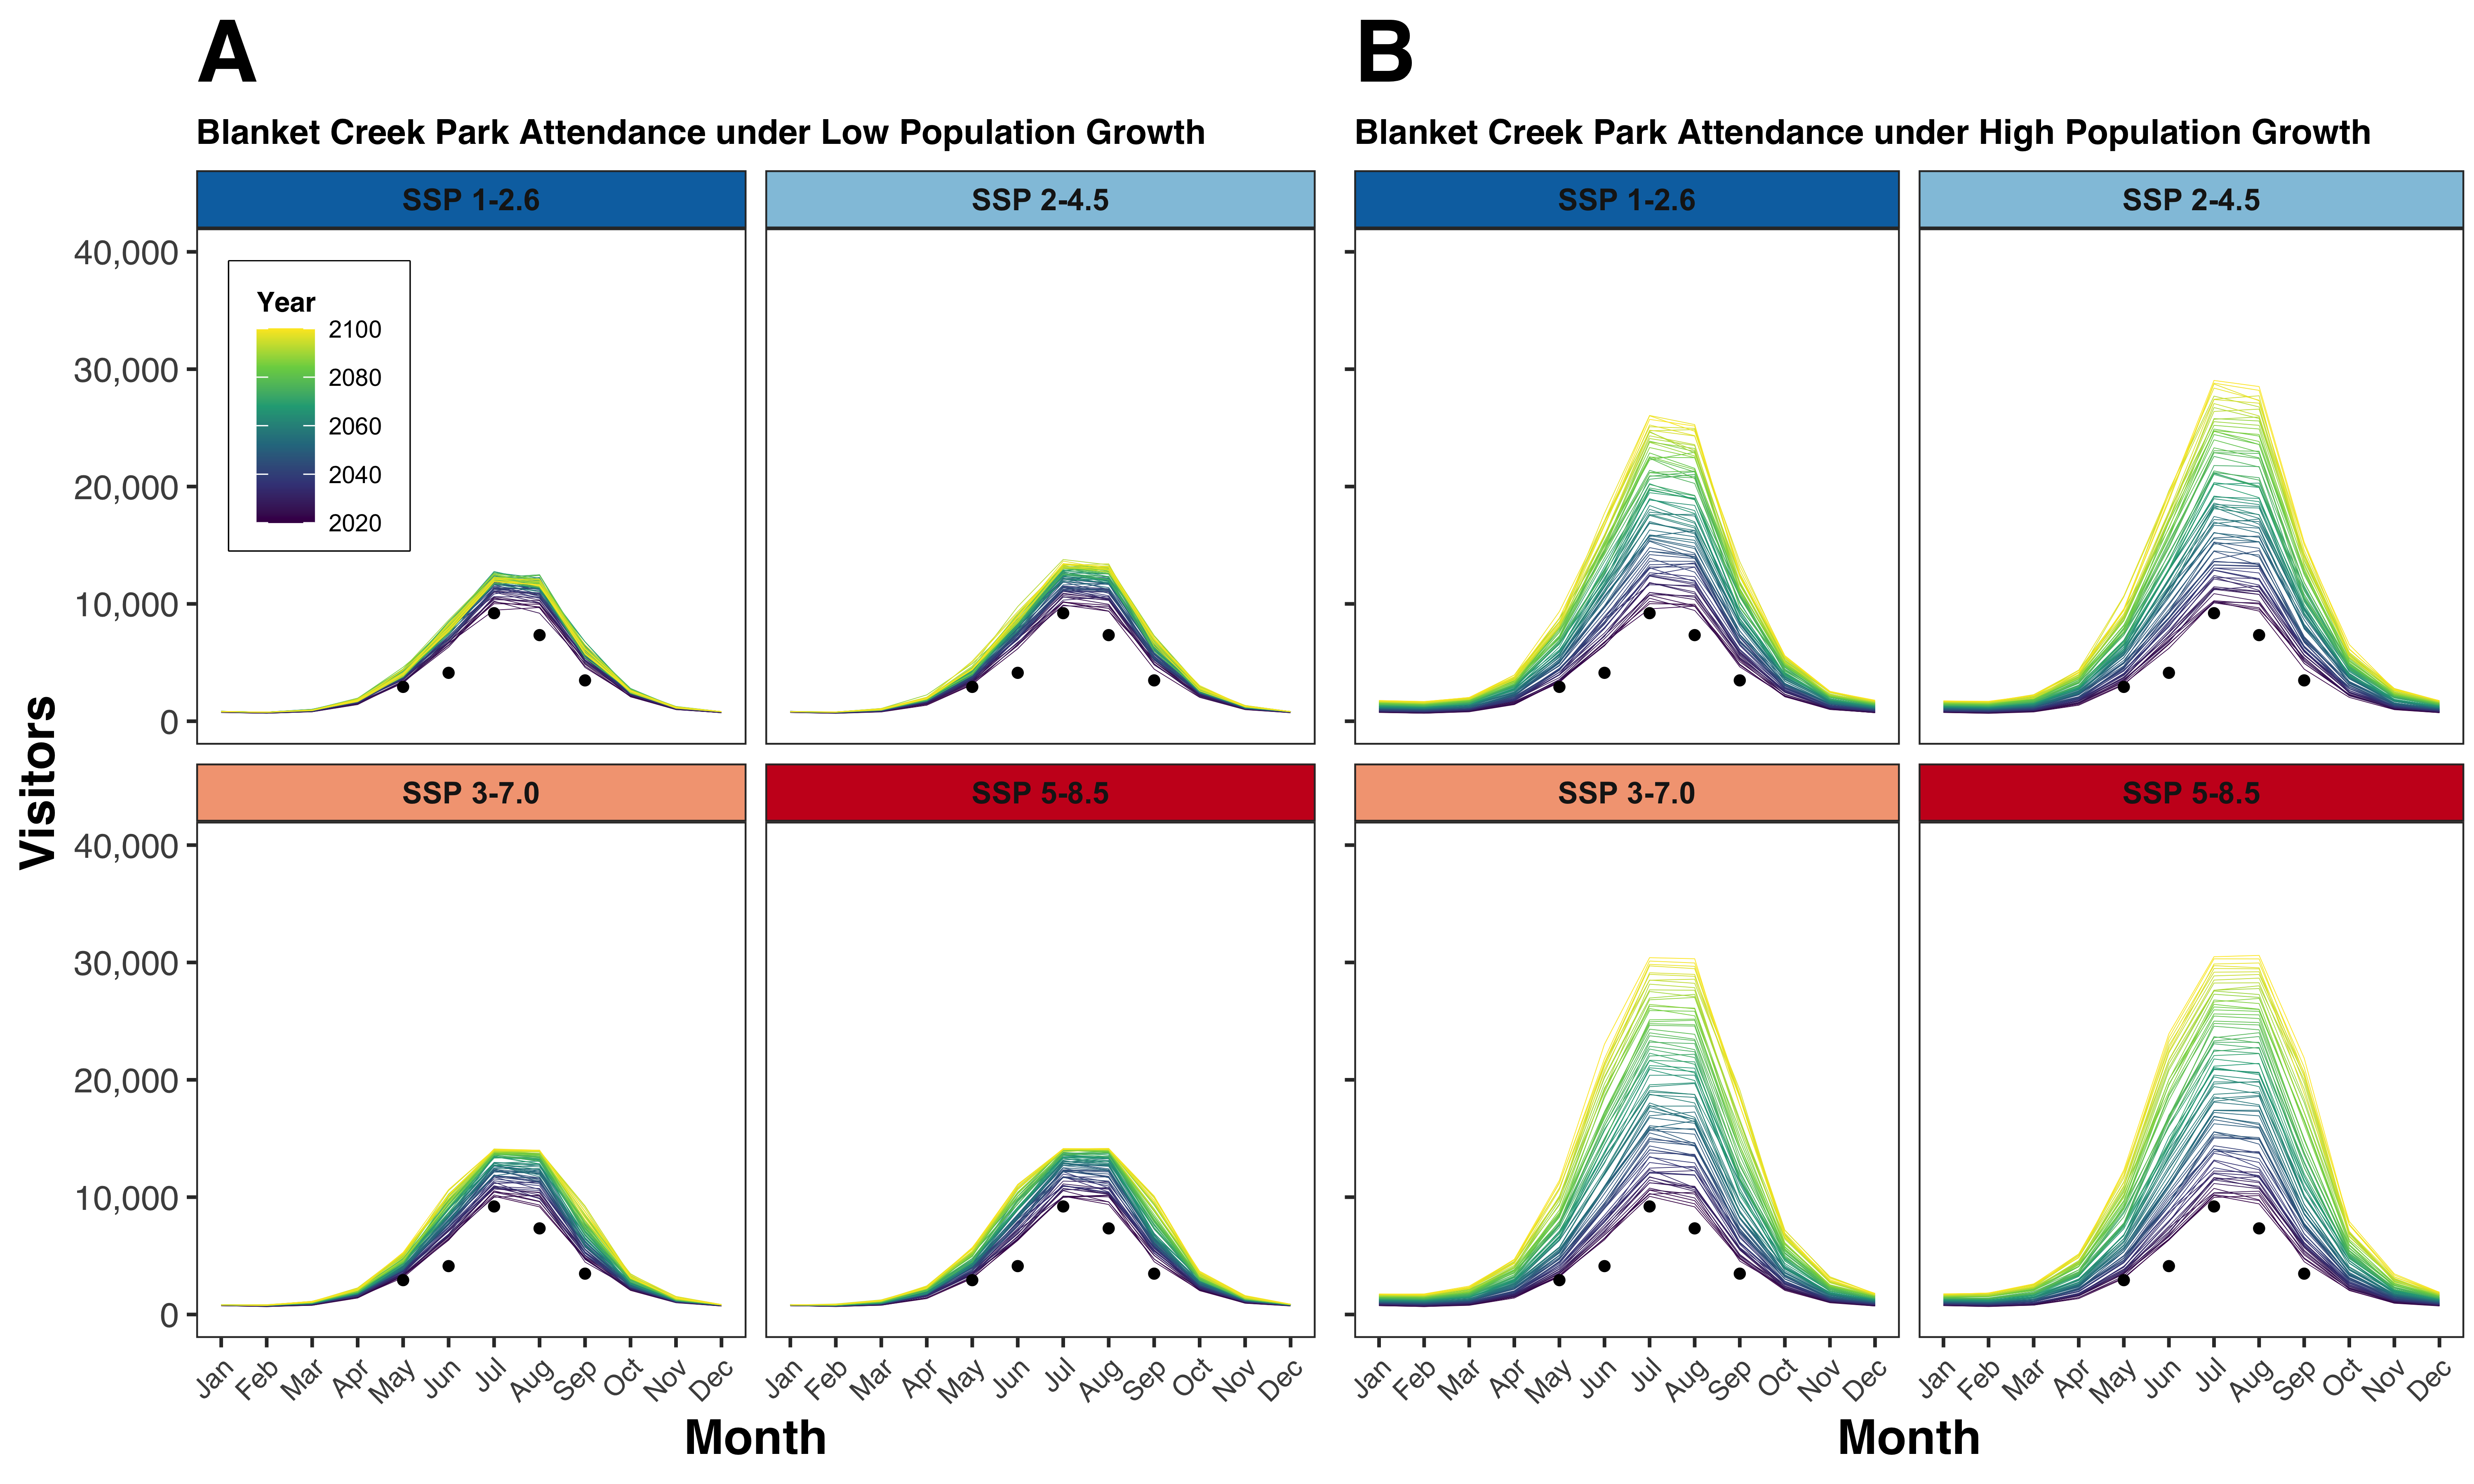 A
B
Blanket Creek Park Attendance under Low Population Growth
Blanket Creek Park Attendance under High Population Growth
SSP 1-2.6
SSP 2-4.5
SSP 1-2.6
SSP 2-4.5
40,000
30,000
20,000
10,000
0
Year
2100
2080
2060
2040
2020
Visitors
SSP 3-7.0
SSP 5-8.5
SSP 3-7.0
SSP 5-8.5
40,000
30,000
20,000
10,000
0
Jan Feb Mar Apr May Jun Jul Aug Sep Oct Nov Dec
Jan Feb Mar Apr May Jun Jul Aug Sep Oct Nov Dec
Jan Feb Mar Apr May Jun Jul Aug Sep Oct Nov Dec
Jan Feb Mar Apr May Jun Jul Aug Sep Oct Nov Dec
Month
Month